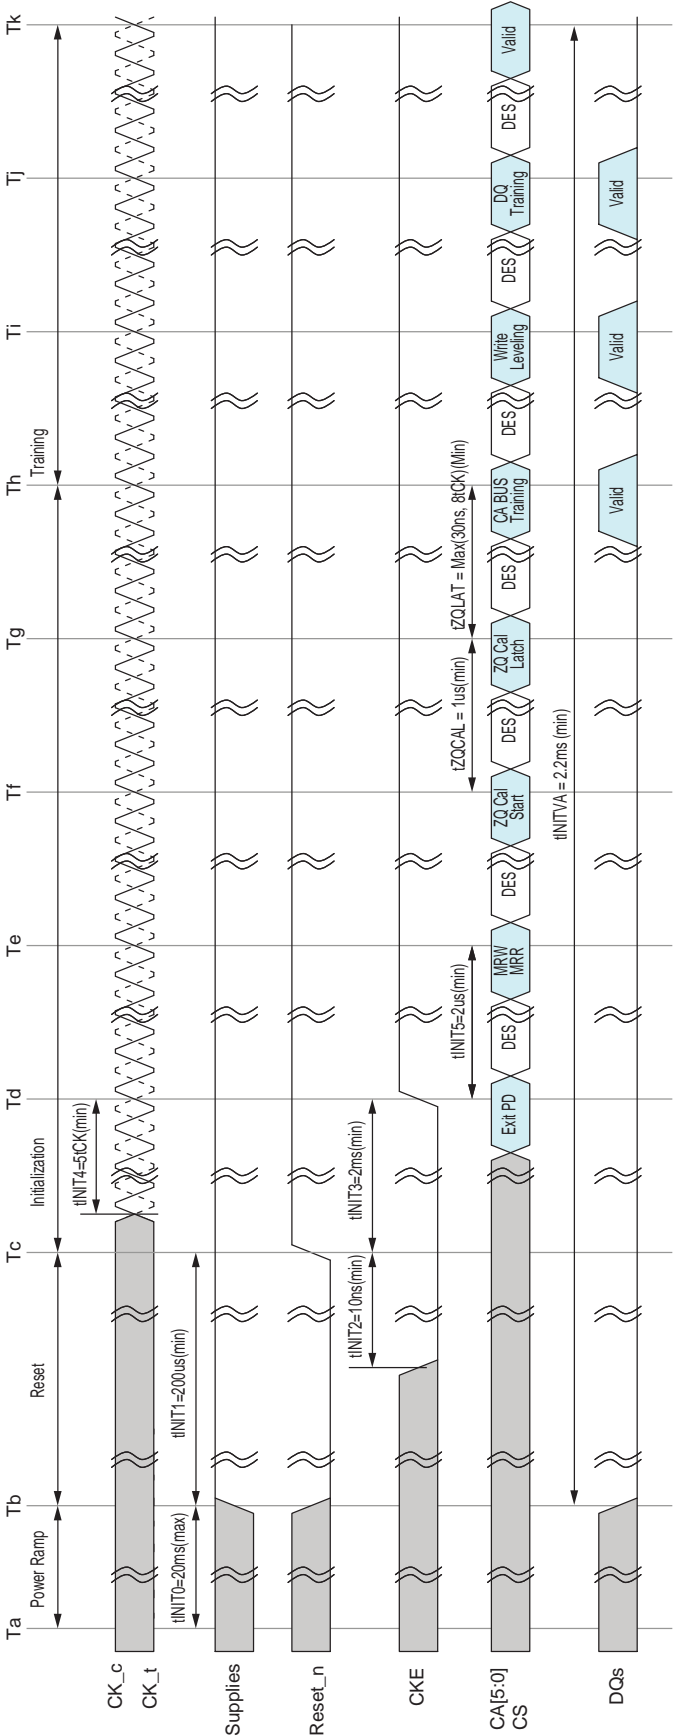 Ta
Tb
Tc
Td
Te
Tf
Tg
Th
Ti
Tj
Tk
Power Ramp
Reset
Initialization
Training
tINIT4=5tCK(min)
CK_c
CK_t
tINIT0=20ms(max)
tINIT1=200us(min)
Supplies
Reset_n
tINIT2=10ns(min)
tINIT3=2ms(min)
CKE
tINIT5=2us(min)
tZQCAL = 1us(min)
tZQLAT = Max(30ns, 8tCK)(Min)
CA[5:0]
CS
Exit PD
DES
MRW
MRR
DES
ZQ Cal
Start
DES
ZQ Cal
Latch
DES
CA BUS
Training
DES
Write
Leveling
DES
DQ
Training
DES
Valid
tINITVA = 2.2ms (min)
DQs
Valid
Valid
Valid